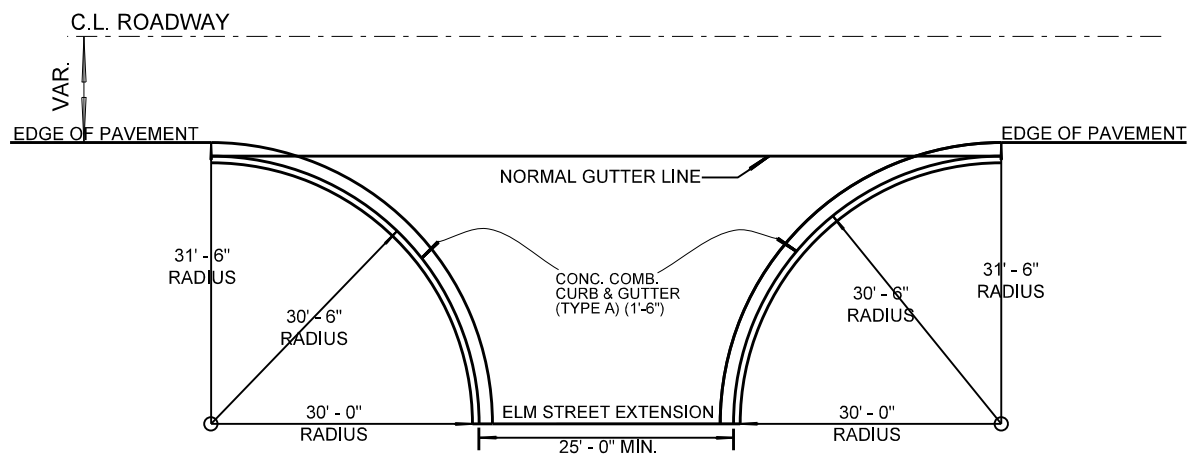 C.L. ROADWAY
VAR.
EDGE OF PAVEMENT
EDGE OF PAVEMENT
NORMAL GUTTER LINE
31' - 6"
RADIUS
CONC. COMB.
CURB & GUTTER
(TYPE A) (1'-6")
31' - 6"
RADIUS
30' - 6"
RADIUS
30' - 6"
RADIUS
30' - 0"
RADIUS
ELM STREET EXTENSION
30' - 0"
RADIUS
25' - 0" MIN.